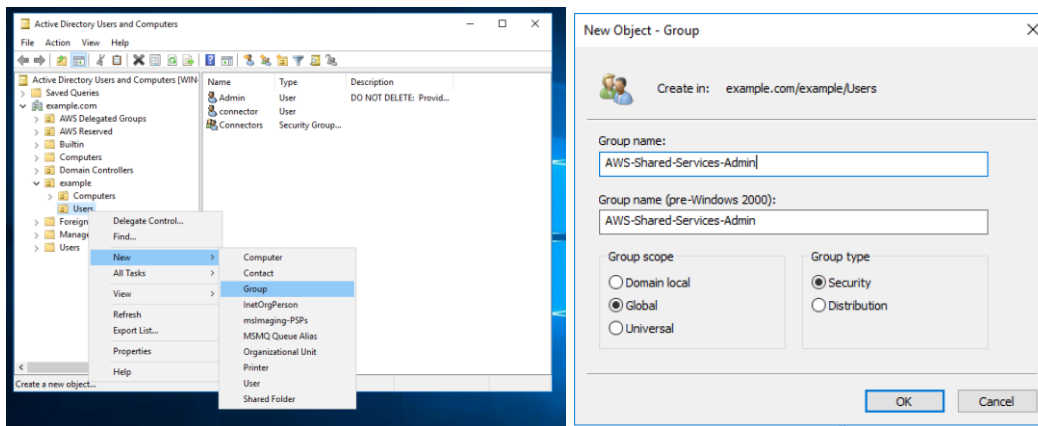 Active Directory Users and Computers
File Action View Help
Active Directory Users and Computers [WIN-
Saved Queries
example.com
AWS Delegated Groups
AWS Reserved
Builtin
Computers
Domain Controllers
example
Computers
Users
Foreign
Manage
Users
Name Type Description
Admin User DO NOT DELETE: Provid...
connector User
Connectors Security Group...
Delegate Control...
Find...
New
All Tasks
View
Refresh
Export List...
Properties
Help
Computer
Contact
Group
InetOrgPerson
msImaging-PSPs
MSMQ Queue Alias
Organizational Unit
Printer
User
Shared Folder
Create a new object...
New Object - Group
Create in: example.com/example/Users
Group name:
AWS-Shared-Services-Admin
Group name (pre-Windows 2000):
AWS-Shared-Services-Admin
Group scope
Domain local
Global
Universal
Group type
Security
Distribution
OK Cancel